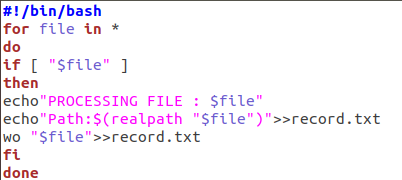 #!/bin/bash
for file in *
do
if [ "$file" ]
then
echo"PROCESSING FILE : $file"
echo"Path:$(realpath "$file")">>record.txt
wo "$file">>record.txt
fi
done